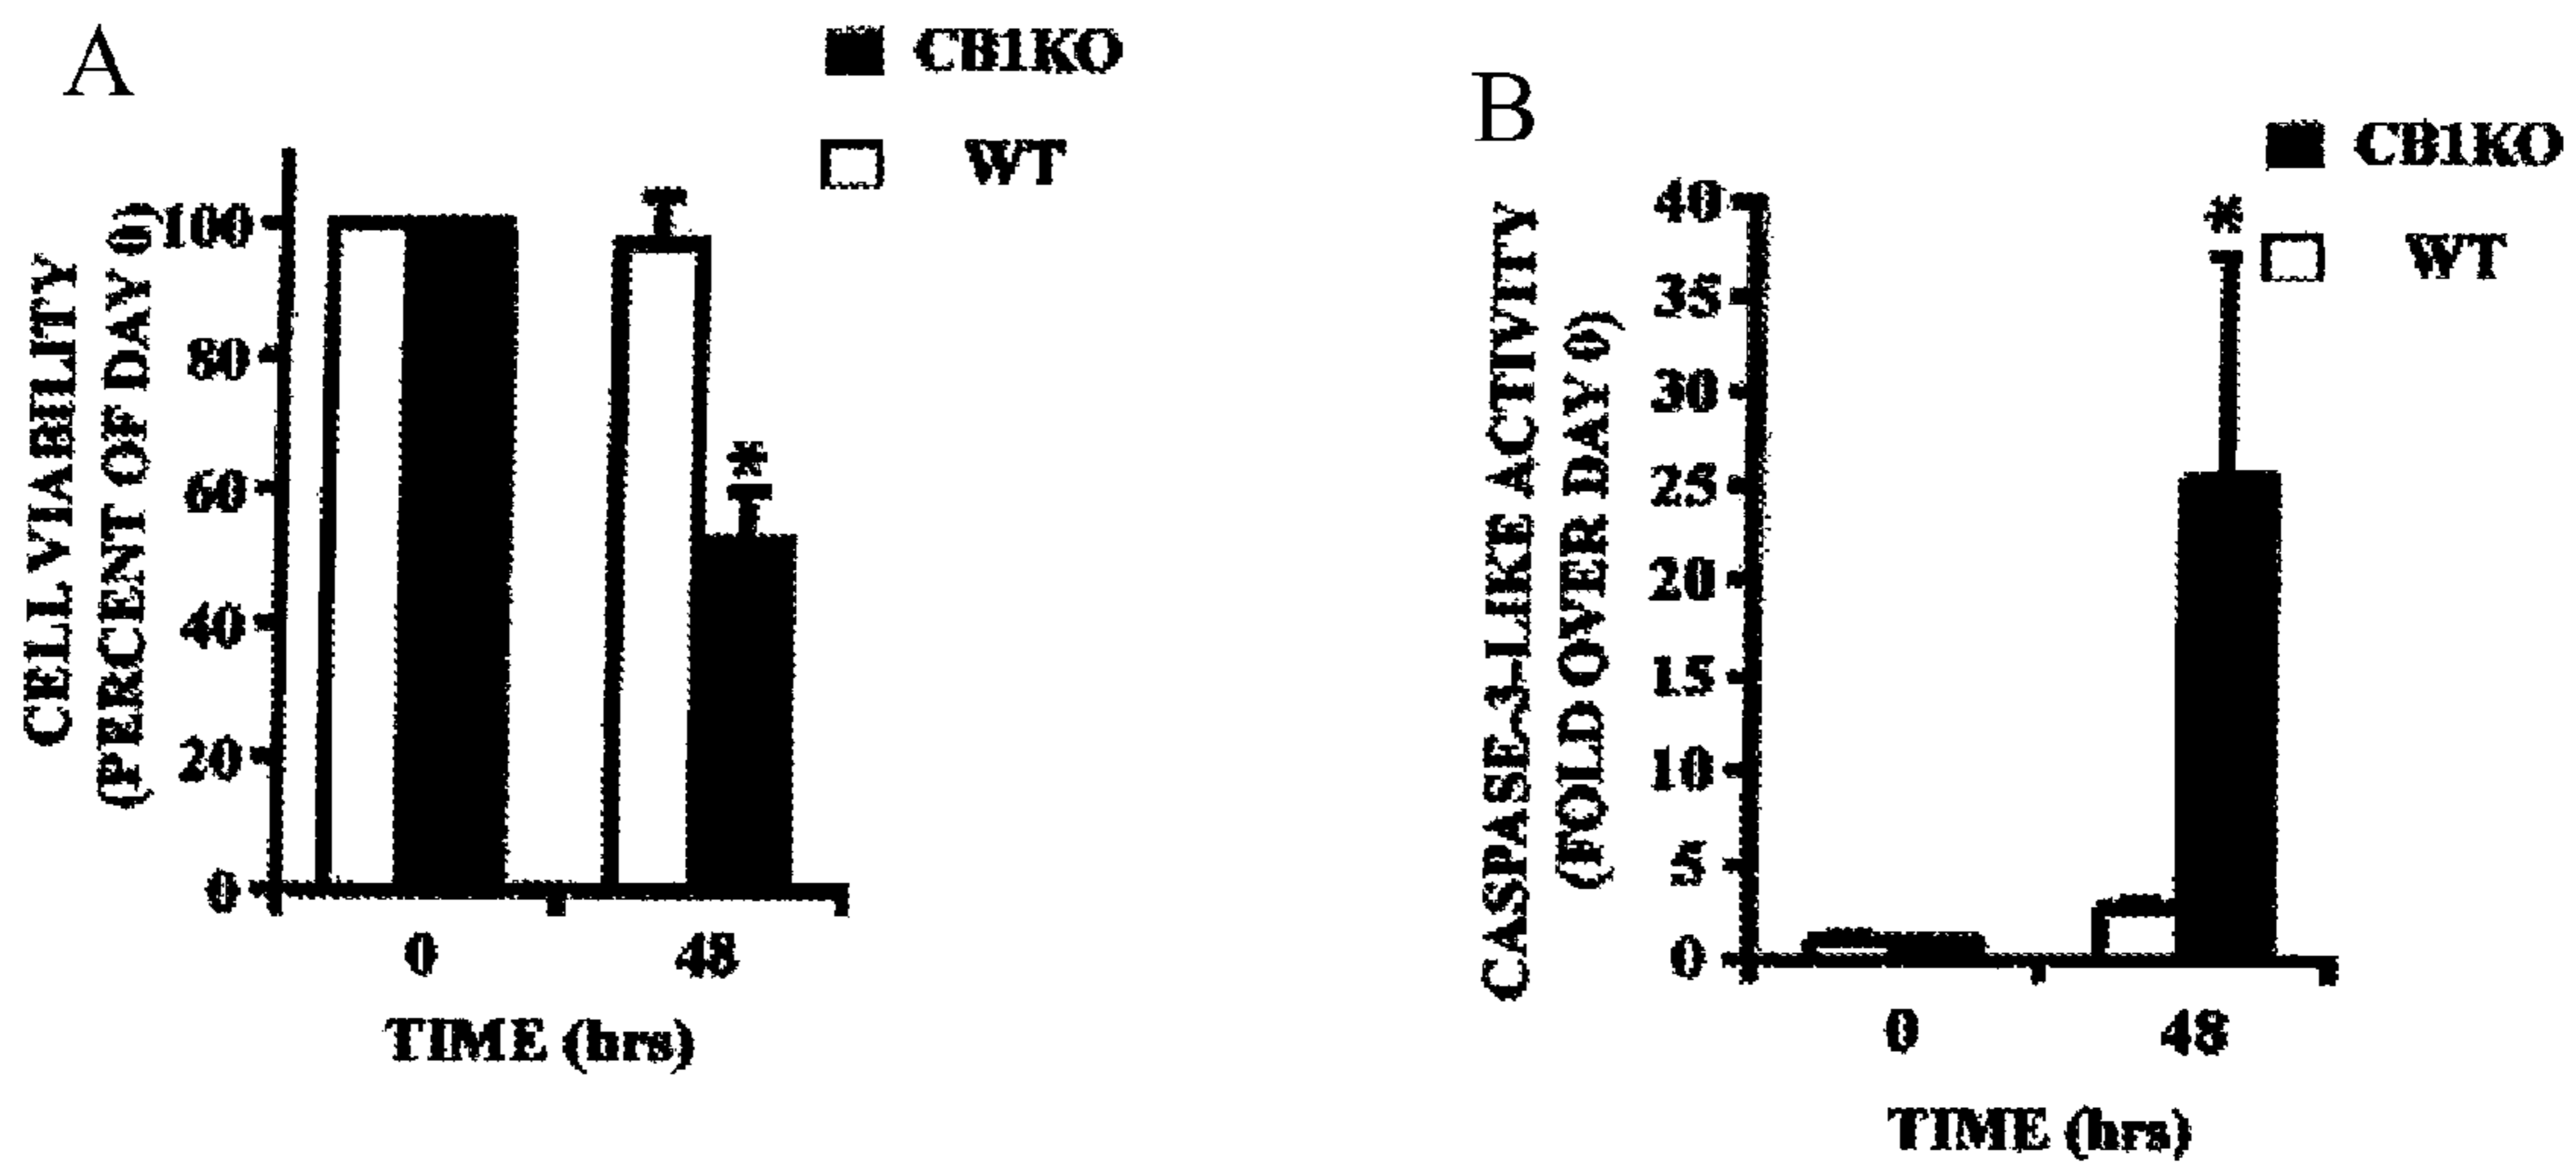 A
CB1KO
WT
CELL VIABILITY
(PERCENT OF DAY 0)
100
80
60
40
20
0
*
0 48
TIME (hrs)
B
CB1KO
WT
CASPASE-3-LIKE ACTIVITY
(FOLD OVER DAY 0)
40
35
30
25
20
15
10
5
0
*
0 48
TIME (hrs)